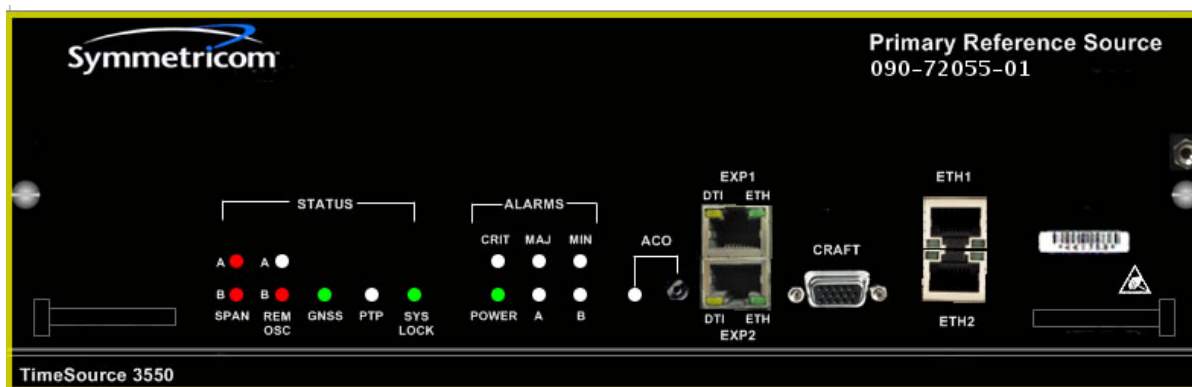 Symmetricom
Primary Reference Source
090-72055-01
STATUS
ALARMS
EXP1
DTI ETH
ETH1
CRIT MAJ MIN
ACO
CRAFT
A A
B B
SPAN REM OSC GNSS PTP SYS LOCK
POWER A B
DTI ETH
EXP2
ETH2
TimeSource 3550